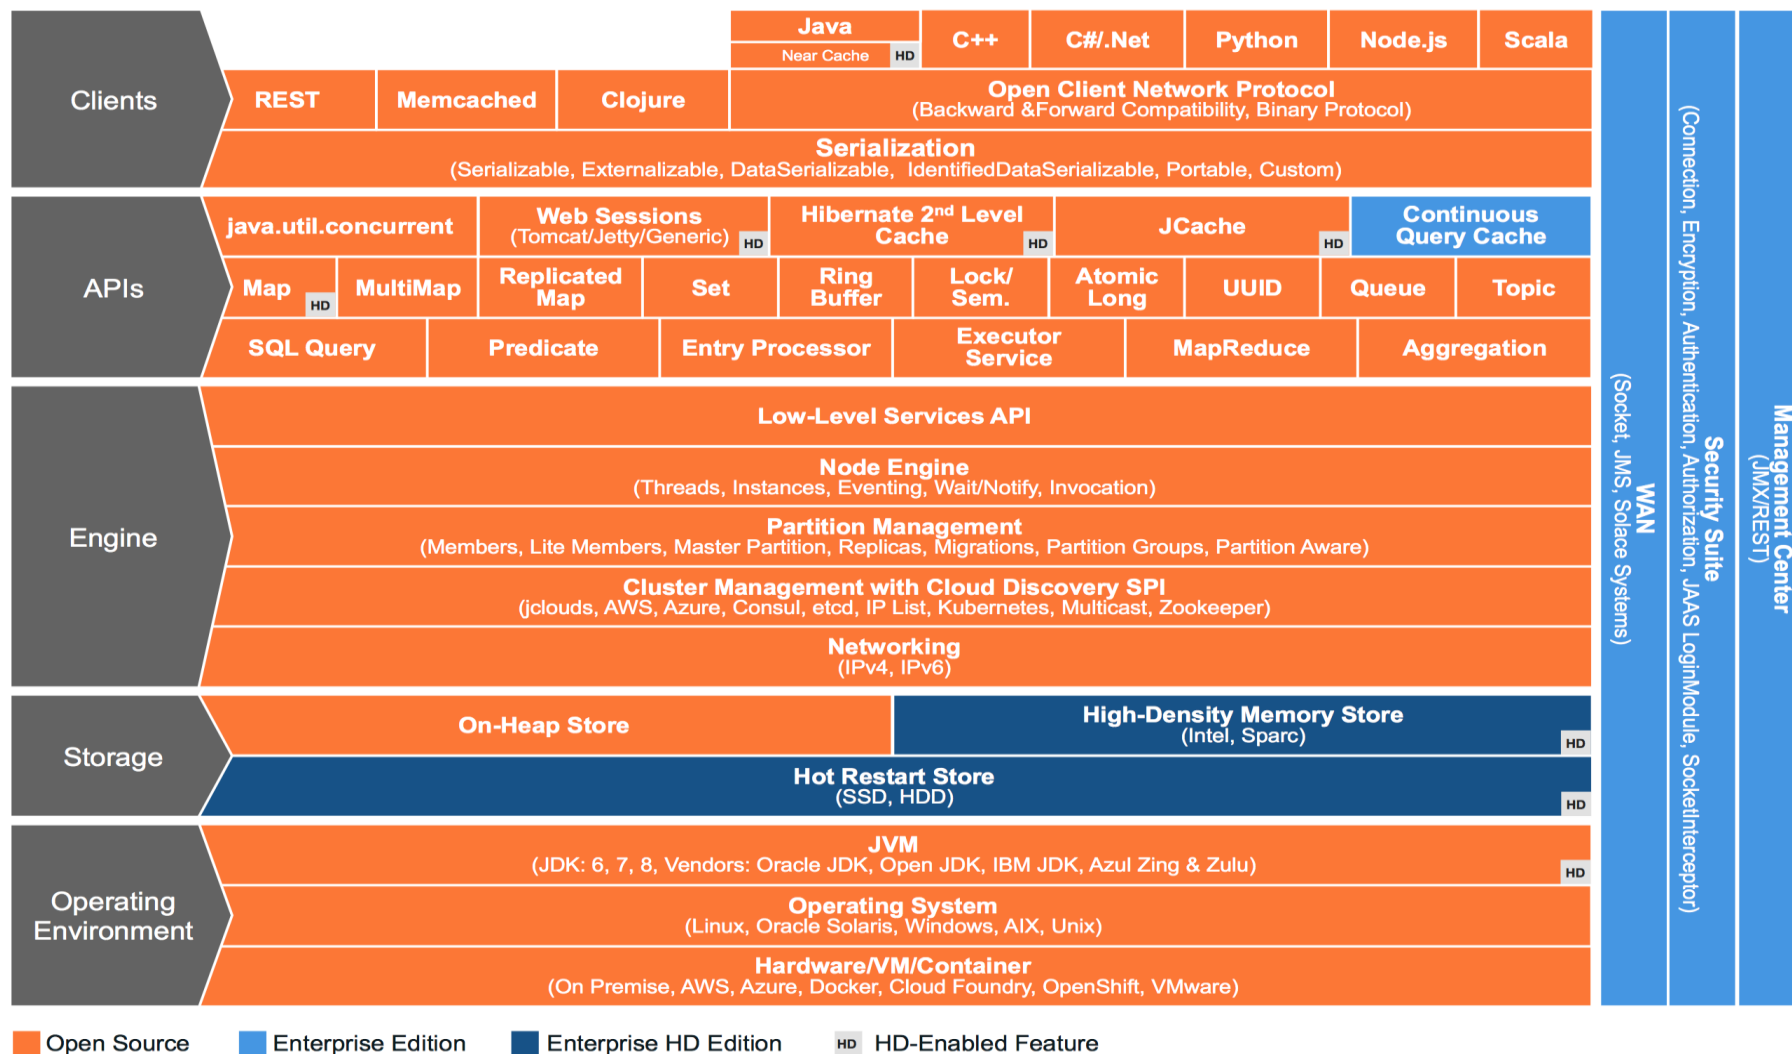 Clients
Java
Near Cache HD
C++
C#/.Net
Python
Node.js
Scala
REST
Memcached
Clojure
Open Client Network Protocol
(Backward &Forward Compatibility, Binary Protocol)
Serialization
(Serializable, Externalizable, DataSerializable, IdentifiedDataSerializable, Portable, Custom)
APIs
java.util.concurrent
Web Sessions
(Tomcat/Jetty/Generic)
HD
Hibernate 2nd Level
Cache
HD
JCache
HD
Continuous
Query Cache
Map
HD
MultiMap
Replicated
Map
Set
Ring
Buffer
Lock/
Sem.
Atomic
Long
UUID
Queue
Topic
SQL Query
Predicate
Entry Processor
Executor
Service
MapReduce
Aggregation
Engine
Low-Level Services API
Node Engine
(Threads, Instances, Eventing, Wait/Notify, Invocation)
Partition Management
(Members, Lite Members, Master Partition, Replicas, Migrations, Partition Groups, Partition Aware)
Cluster Management with Cloud Discovery SPI
(jclouds, AWS, Azure, Consul, etcd, IP List, Kubernetes, Multicast, Zookeeper)
Networking
(IPv4, IPv6)
Storage
On-Heap Store
High-Density Memory Store
(Intel, Sparc)
HD
Hot Restart Store
(SSD, HDD)
HD
Operating
Environment
JVM
(JDK: 6, 7, 8, Vendors: Oracle JDK, Open JDK, IBM JDK, Azul Zing & Zulu)
HD
Operating System
(Linux, Oracle Solaris, Windows, AIX, Unix)
Hardware/VM/Container
(On Premise, AWS, Azure, Docker, Cloud Foundry, OpenShift, VMware)
WAN
(Socket, JMS, Solace Systems)
Security Suite
(Connection, Encryption, Authentication, Authorization, JAAS LoginModule, SocketInterceptor)
Management Center
(JMX/REST)
Open Source
Enterprise Edition
Enterprise HD Edition
HD HD-Enabled Feature